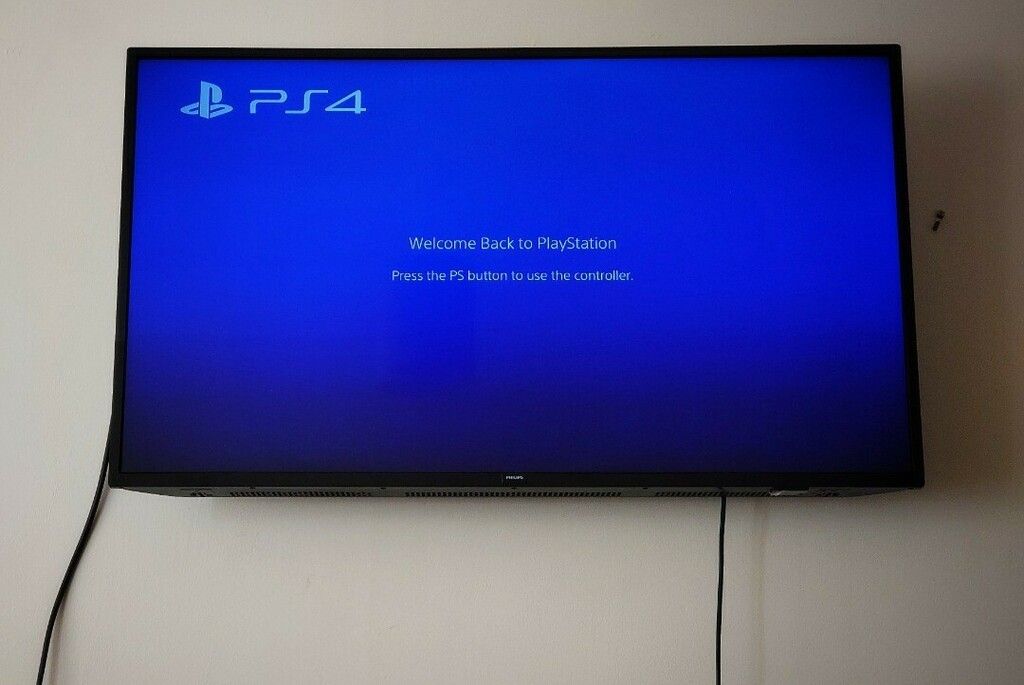 PS4
Welcome Back to PlayStation
Press the PS button to use the controller.
PHILIPS